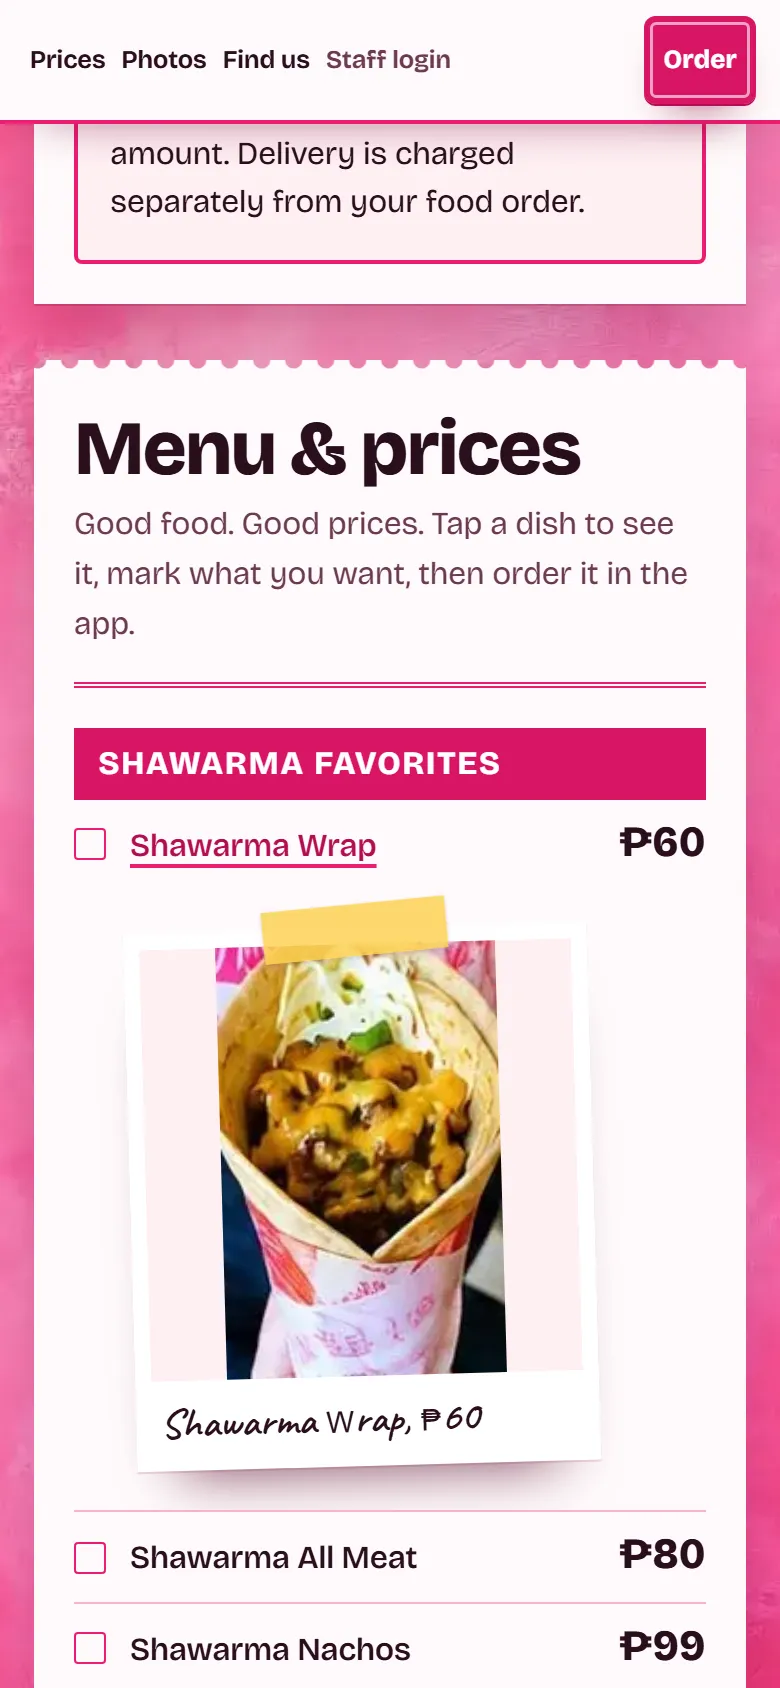 Prices Photos Find us Staff login Order
amount. Delivery is charged
separately from your food order.
Menu & prices
Good food. Good prices. Tap a dish to see
it, mark what you want, then order it in the
app.
SHAWARMA FAVORITES
Shawarma Wrap ₱60
Shawarma Wrap, ₱60
Shawarma All Meat ₱80
Shawarma Nachos ₱99